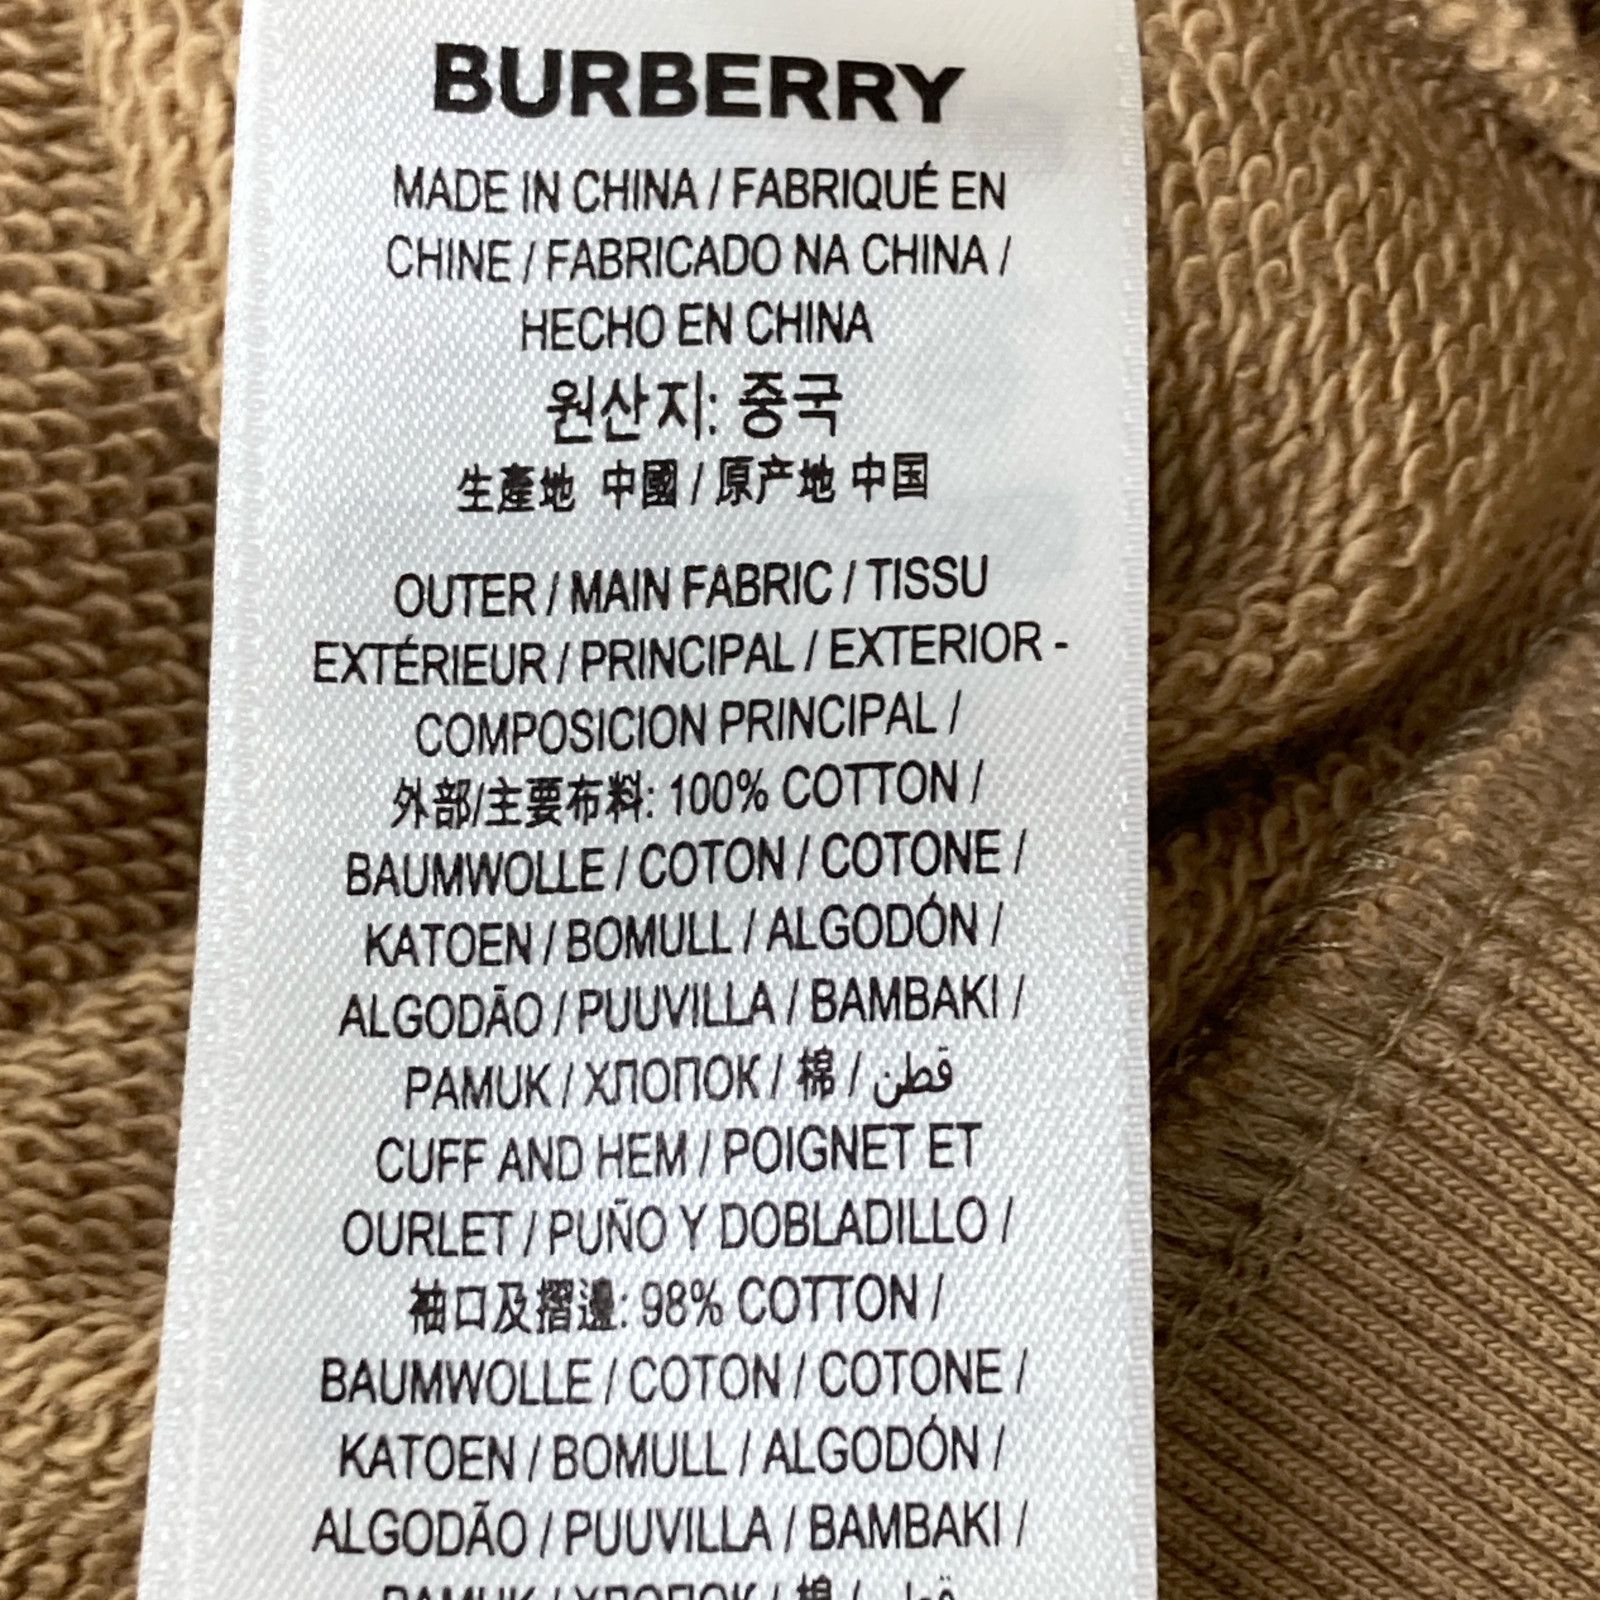 BURBERRY
MADE IN CHINA / FABRIQUÉ EN
CHINE / FABRICADO NA CHINA /
HECHO EN CHINA
원산지: 중국
生產地 中國 / 原产地 中国
OUTER / MAIN FABRIC / TISSU
EXTÉRIEUR / PRINCIPAL / EXTERIOR -
COMPOSICION PRINCIPAL /
外部/主要布料: 100% COTTON /
BAUMWOLLE / COTON / COTONE /
KATOEN / BOMULL / ALGODÓN /
ALGODÃO / PUUVILLA / BAMBAKI /
PAMUK / ХЛОПОК / 棉 / قطن
CUFF AND HEM / POIGNET ET
OURLET / PUÑO Y DOBLADILLO /
袖口及摺邊: 98% COTTON /
BAUMWOLLE / COTON / COTONE /
KATOEN / BOMULL / ALGODÓN /
ALGODÃO / PUUVILLA / BAMBAKI /
PAMUK / ХЛОПОК / 棉 / قطن